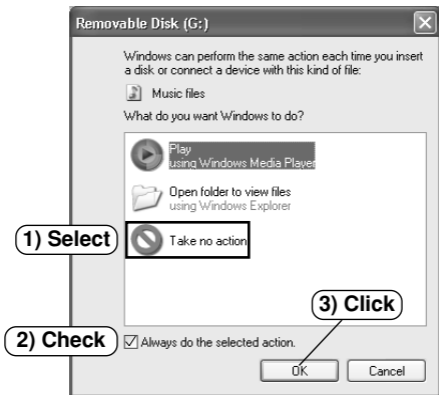 Removable Disk (G:)
Windows can perform the same action each time you insert
a disk or connect a device with this kind of file:
Music files
What do you want Windows to do?
Play
using Windows Media Player
Open folder to view files
using Windows Explorer
1) Select
Take no action
3) Click
2) Check
Always do the selected action.
OK
Cancel